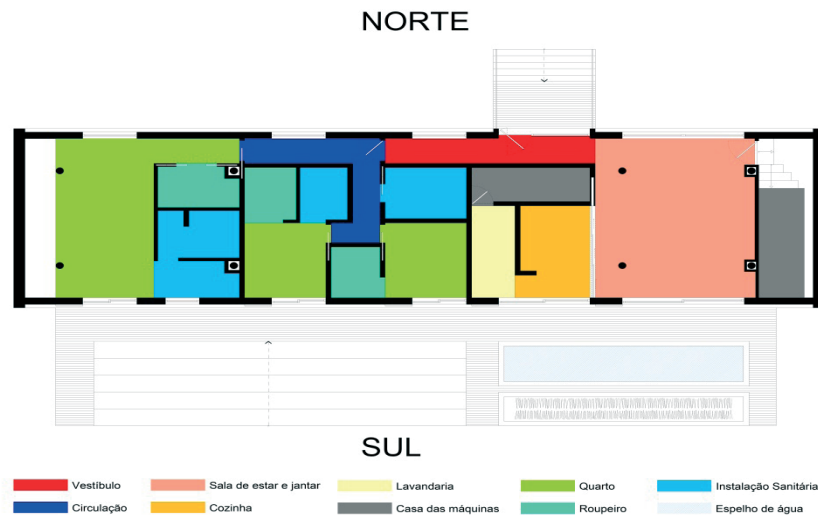 NORTE
SUL
Vestíbulo
Sala de estar e jantar
Lavandaria
Quarto
Instalação Sanitária
Circulação
Cozinha
Casa das máquinas
Roupeiro
Espelho de água